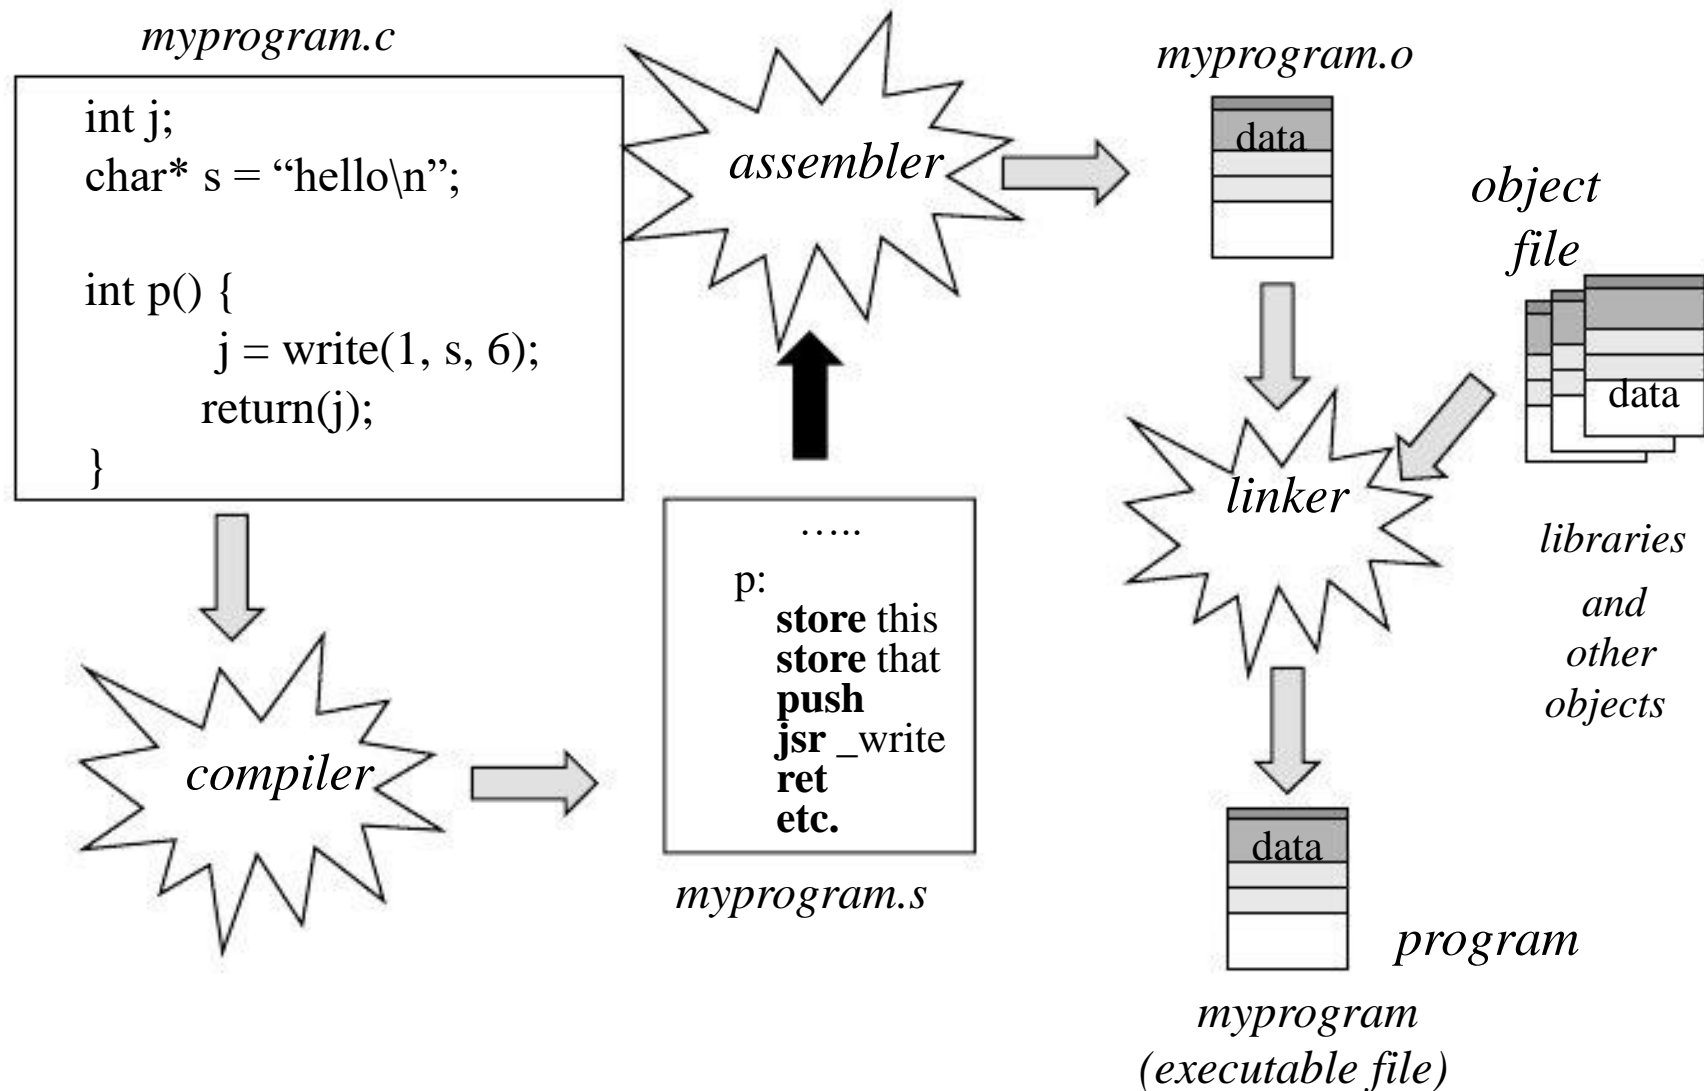 myprogram.c
int j;
char* s = “hello\n”;
int p() {
j = write(1, s, 6);
return(j);
}
compiler
…..
p:
store this
store that
push
jsr _write
ret
etc.
myprogram.s
assembler
myprogram.o
data
object
file
data
libraries
and
other
objects
linker
data
program
myprogram
(executable file)